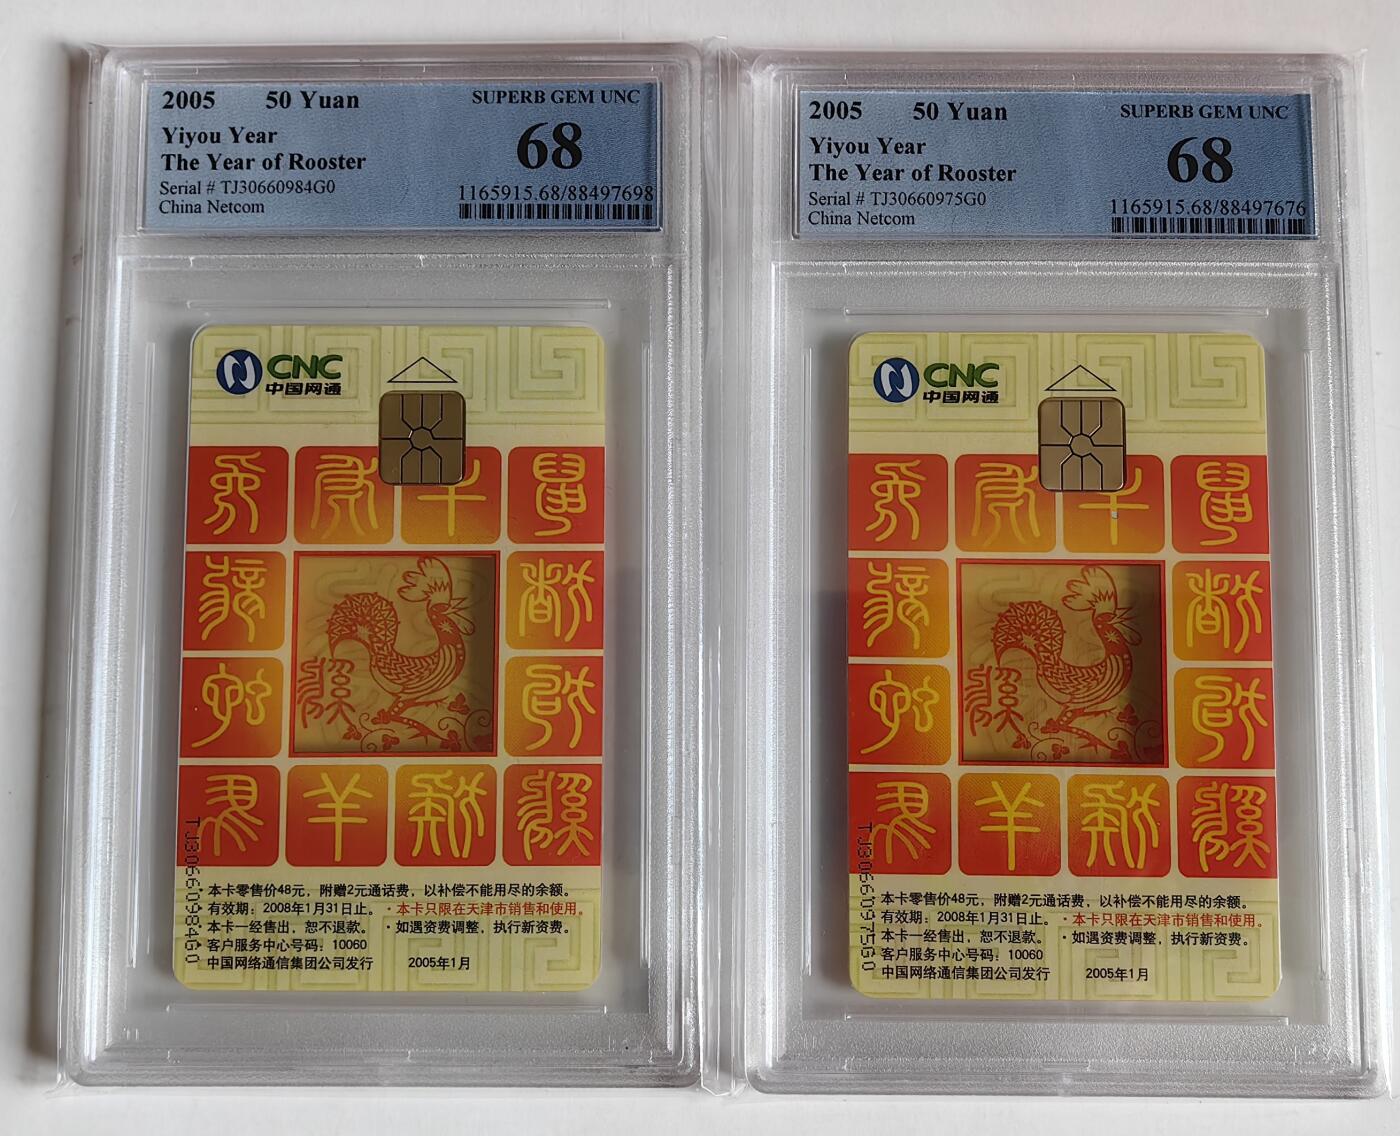 2005 50 Yuan SUPERB GEM UNC
Yiyou Year 68
The Year of Rooster
Serial # TJ30660984G0 1165915.68/88497698
China Netcom
CNC
中国网通
羊
TJ30660984G0
本卡零售价48元，附赠2元通话费，以补偿不能用尽的余额。
·有效期：2008年1月31日止。 ·本卡只限在天津市销售和使用。
·本卡一经售出，恕不退款。 ·如遇资费调整，执行新资费。
·客户服务中心号码：10060
中国网络通信集团公司发行 2005年1月
2005 50 Yuan SUPERB GEM UNC
Yiyou Year 68
The Year of Rooster
Serial # TJ30660975G0 1165915.68/88497676
China Netcom
CNC
中国网通
羊
TJ30660975G0
本卡零售价48元，附赠2元通话费，以补偿不能用尽的余额。
·有效期：2008年1月31日止。 ·本卡只限在天津市销售和使用。
·本卡一经售出，恕不退款。 ·如遇资费调整，执行新资费。
·客户服务中心号码：10060
中国网络通信集团公司发行 2005年1月